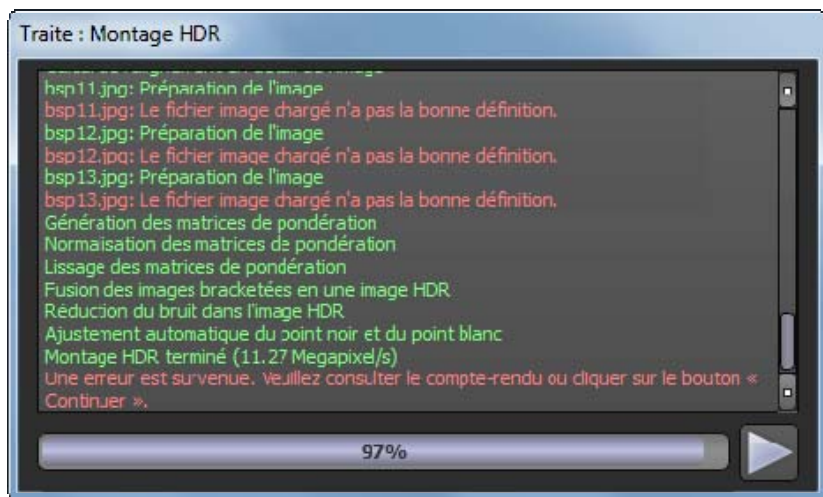 Traite : Montage HDR
bsp11.jpg: Préparation de l'image
bsp11.jpg: Le fichier image chargé n'a pas la bonne définition.
bsp12.jpg: Préparation de l'image
bsp12.jpg: Le fichier image chargé n'a pas la bonne définition.
bsp13.jpg: Préparation de l'image
bsp13.jpg: Le fichier image chargé n'a pas la bonne définition.
Génération des matrices de pondération
Normaisation des matrices de pondération
Lissage des matrices de pondération
Fusion des images bracketées en une image HDR
Réduction du bruit dans l'image HDR
Ajustement automatique du point noir et du point blanc
Montage HDR terminé (11.27 Megapixel/s)
Une erreur est survenue. Veuillez consulter le compte-rendu ou cliquer sur le bouton «
Continuer ».
97%